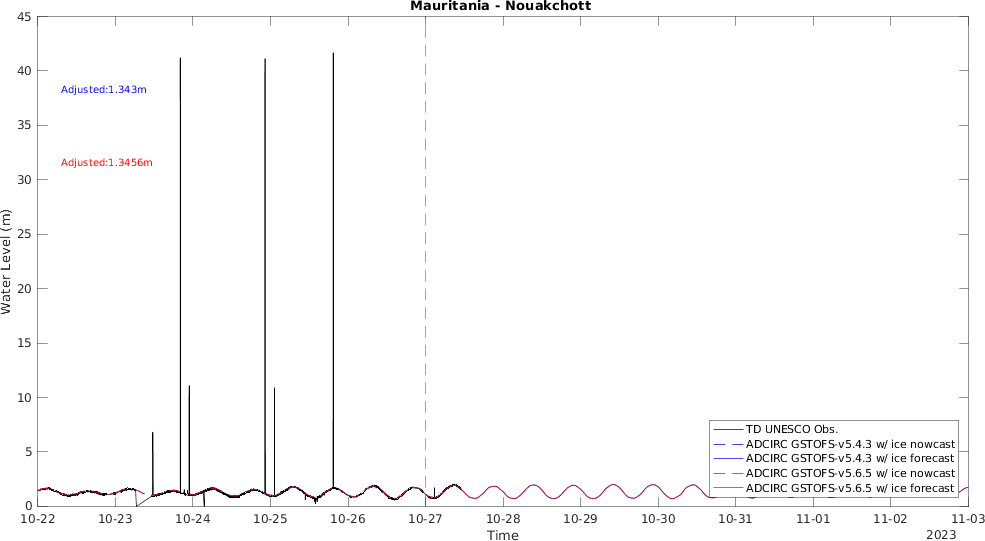 Mauritania - Nouakchott
45
40
35
30
25
20
15
10
5
0
Water Level (m)
Adjusted:1.343m
Adjusted:1.3456m
TD UNESCO Obs.
ADCIRC GSTOFS-v5.4.3 w/ ice nowcast
ADCIRC GSTOFS-v5.4.3 w/ ice forecast
ADCIRC GSTOFS-v5.6.5 w/ ice nowcast
ADCIRC GSTOFS-v5.6.5 w/ ice forecast
10-22 10-23 10-24 10-25 10-26 10-27 10-28 10-29 10-30 10-31 11-01 11-02 11-03
Time
2023